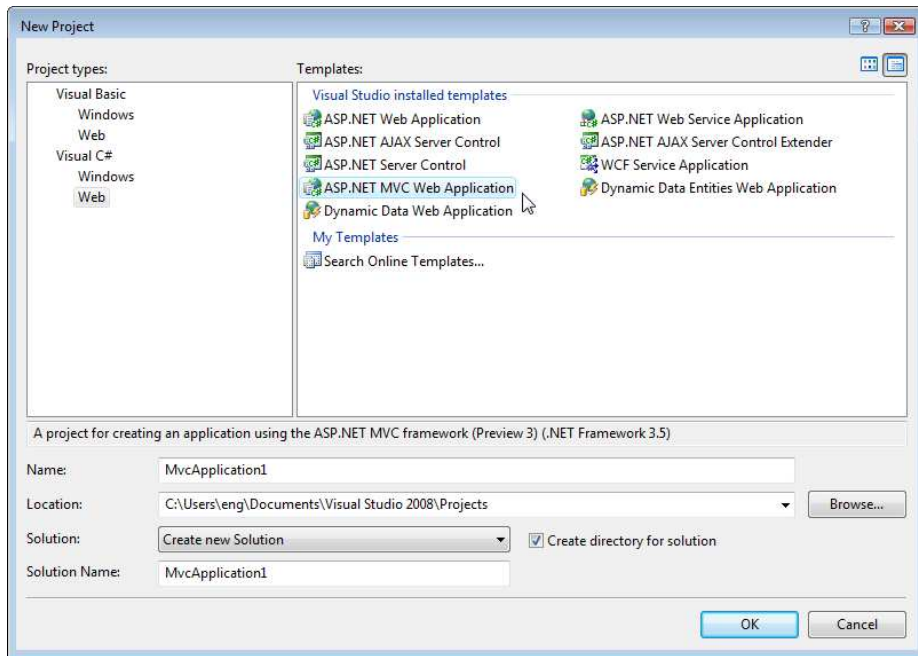 New Project
Project types:
Templates:
Visual Basic
Windows
Web
Visual C#
Windows
Web
Visual Studio installed templates
ASP.NET Web Application
ASP.NET Web Service Application
ASP.NET AJAX Server Control
ASP.NET AJAX Server Control Extender
ASP.NET Server Control
WCF Service Application
ASP.NET MVC Web Application
Dynamic Data Entities Web Application
Dynamic Data Web Application
My Templates
Search Online Templates...
A project for creating an application using the ASP.NET MVC framework (Preview 3) (.NET Framework 3.5)
Name: MvcApplication1
Location: C:\Users\eng\Documents\Visual Studio 2008\Projects Browse...
Solution: Create new Solution Create directory for solution
Solution Name: MvcApplication1
OK Cancel